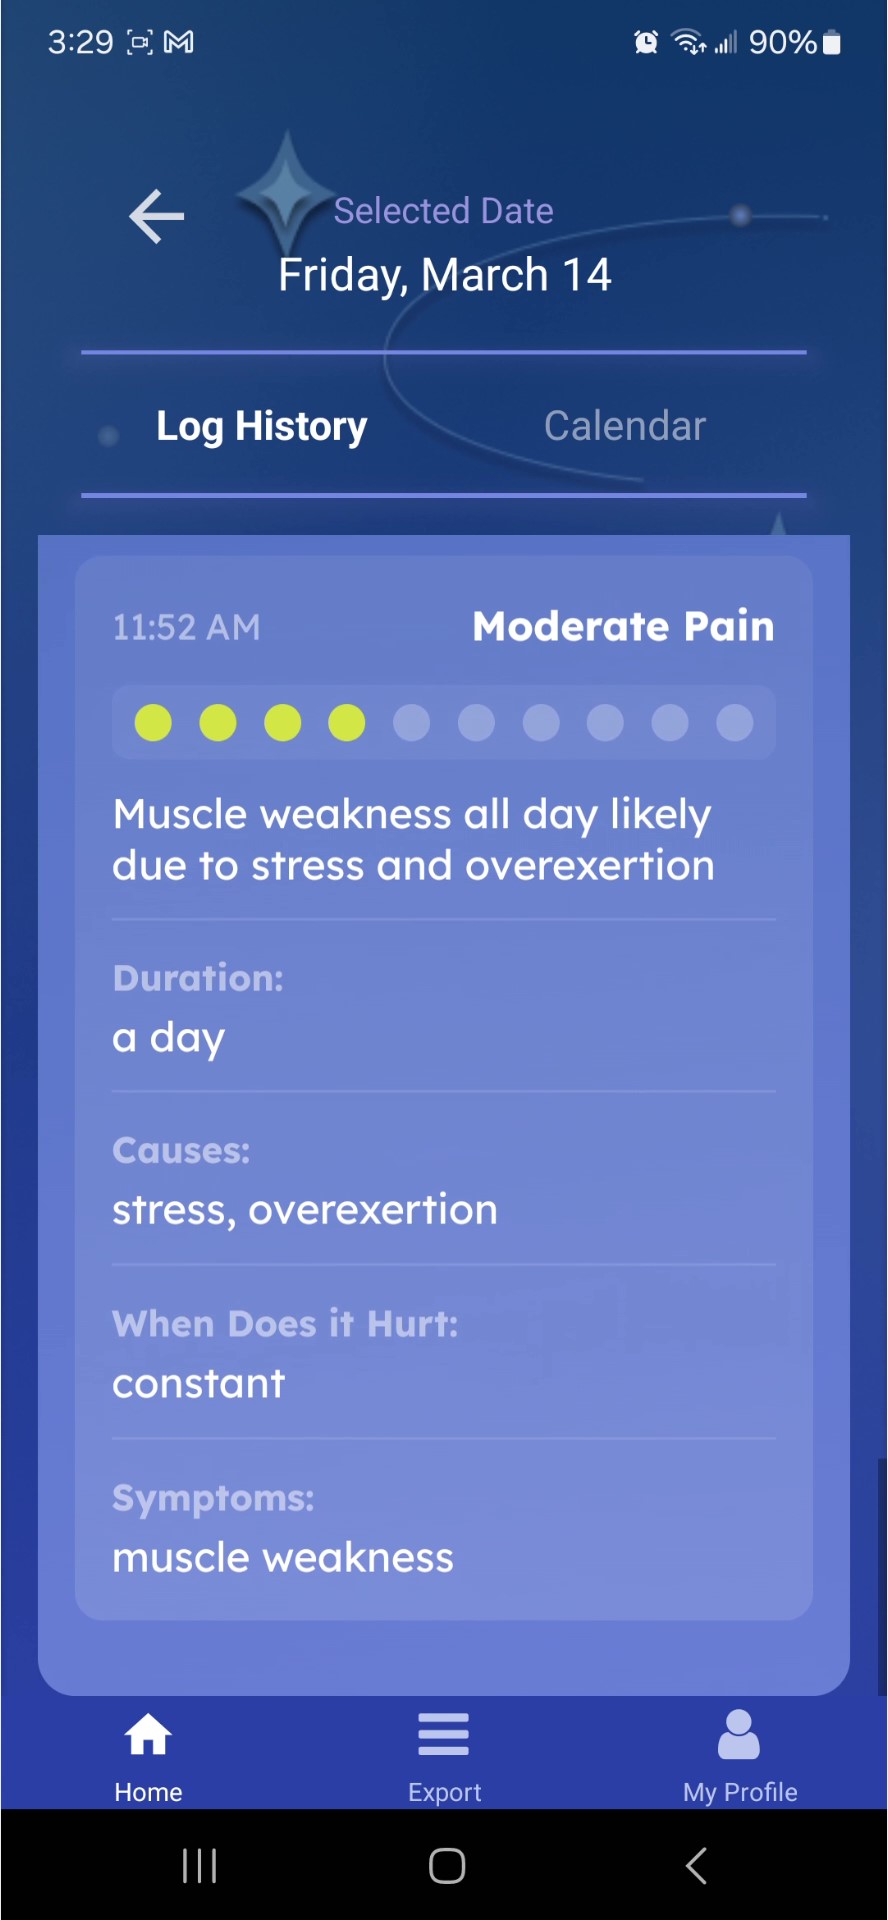 3:29
90%
Selected Date
Friday, March 14
Log History
Calendar
11:52 AM
Moderate Pain
Muscle weakness all day likely
due to stress and overexertion
Duration:
a day
Causes:
stress, overexertion
When Does it Hurt:
constant
Symptoms:
muscle weakness
Home
Export
My Profile